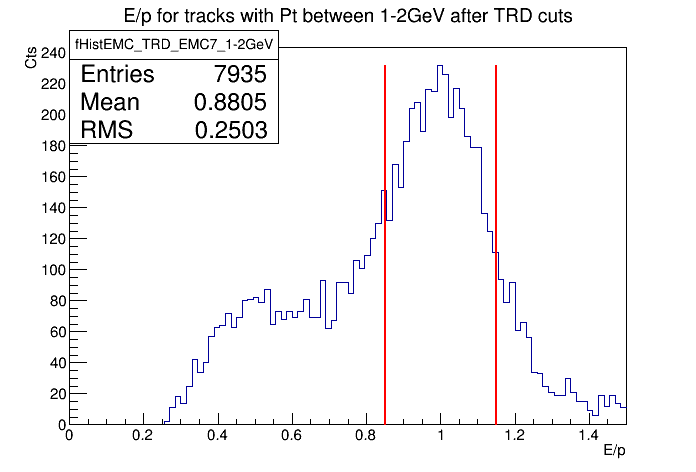 E/p for tracks with Pt between 1-2GeV after TRD cuts
Cts
fHistEMC_TRD_EMC7_1-2GeV
Entries 7935
Mean 0.8805
RMS 0.2503
240
220
200
180
160
140
120
100
80
60
40
20
0
0 0.2 0.4 0.6 0.8 1 1.2 1.4
E/p